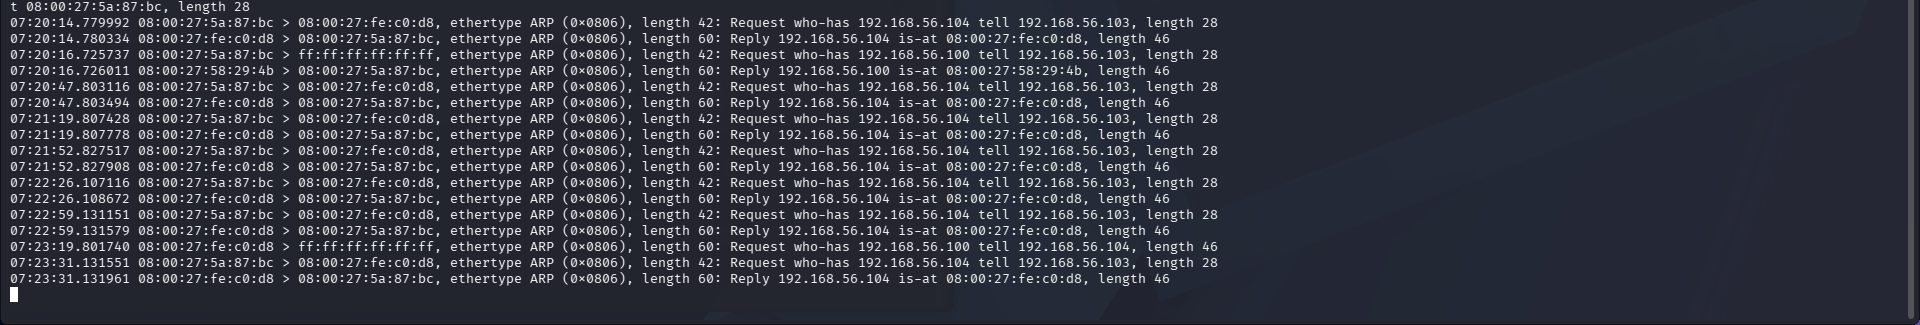 t 08:00:27:5a:87:bc, length 28
07:20:14.779992 08:00:27:5a:87:bc > 08:00:27:fe:c0:d8, ethertype ARP (0×0806), length 42: Request who-has 192.168.56.104 tell 192.168.56.103, length 28
07:20:14.780334 08:00:27:fe:c0:d8 > 08:00:27:5a:87:bc, ethertype ARP (0×0806), length 60: Reply 192.168.56.104 is-at 08:00:27:fe:c0:d8, length 46
07:20:16.725737 08:00:27:5a:87:bc > ff:ff:ff:ff:ff:ff, ethertype ARP (0×0806), length 42: Request who-has 192.168.56.100 tell 192.168.56.103, length 28
07:20:16.726011 08:00:27:58:29:4b > 08:00:27:5a:87:bc, ethertype ARP (0×0806), length 60: Reply 192.168.56.100 is-at 08:00:27:58:29:4b, length 46
07:20:47.803116 08:00:27:5a:87:bc > 08:00:27:fe:c0:d8, ethertype ARP (0×0806), length 42: Request who-has 192.168.56.104 tell 192.168.56.103, length 28
07:20:47.803494 08:00:27:fe:c0:d8 > 08:00:27:5a:87:bc, ethertype ARP (0×0806), length 60: Reply 192.168.56.104 is-at 08:00:27:fe:c0:d8, length 46
07:21:19.807428 08:00:27:5a:87:bc > 08:00:27:fe:c0:d8, ethertype ARP (0×0806), length 42: Request who-has 192.168.56.104 tell 192.168.56.103, length 28
07:21:19.807778 08:00:27:fe:c0:d8 > 08:00:27:5a:87:bc, ethertype ARP (0×0806), length 60: Reply 192.168.56.104 is-at 08:00:27:fe:c0:d8, length 46
07:21:52.827517 08:00:27:5a:87:bc > 08:00:27:fe:c0:d8, ethertype ARP (0×0806), length 42: Request who-has 192.168.56.104 tell 192.168.56.103, length 28
07:21:52.827908 08:00:27:fe:c0:d8 > 08:00:27:5a:87:bc, ethertype ARP (0×0806), length 60: Reply 192.168.56.104 is-at 08:00:27:fe:c0:d8, length 46
07:22:26.107116 08:00:27:5a:87:bc > 08:00:27:fe:c0:d8, ethertype ARP (0×0806), length 42: Request who-has 192.168.56.104 tell 192.168.56.103, length 28
07:22:26.108672 08:00:27:fe:c0:d8 > 08:00:27:5a:87:bc, ethertype ARP (0×0806), length 60: Reply 192.168.56.104 is-at 08:00:27:fe:c0:d8, length 46
07:22:59.131151 08:00:27:5a:87:bc > 08:00:27:fe:c0:d8, ethertype ARP (0×0806), length 42: Request who-has 192.168.56.104 tell 192.168.56.103, length 28
07:22:59.131579 08:00:27:fe:c0:d8 > 08:00:27:5a:87:bc, ethertype ARP (0×0806), length 60: Reply 192.168.56.104 is-at 08:00:27:fe:c0:d8, length 46
07:23:19.801740 08:00:27:fe:c0:d8 > ff:ff:ff:ff:ff:ff, ethertype ARP (0×0806), length 60: Request who-has 192.168.56.100 tell 192.168.56.104, length 46
07:23:31.131551 08:00:27:5a:87:bc > 08:00:27:fe:c0:d8, ethertype ARP (0×0806), length 42: Request who-has 192.168.56.104 tell 192.168.56.103, length 28
07:23:31.131961 08:00:27:fe:c0:d8 > 08:00:27:5a:87:bc, ethertype ARP (0×0806), length 60: Reply 192.168.56.104 is-at 08:00:27:fe:c0:d8, length 46